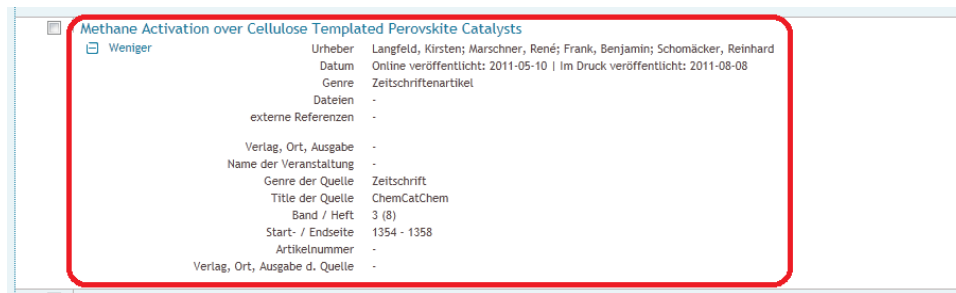 Methane Activation over Cellulose Templated Perovskite Catalysts
Weniger Urheber Langfeld, Kirsten; Marschner, René; Frank, Benjamin; Schomäcker, Reinhard
Datum Online veröffentlicht: 2011-05-10 | Im Druck veröffentlicht: 2011-08-08
Genre Zeitschriftenartikel
Dateien -
externe Referenzen -
Verlag, Ort, Ausgabe -
Name der Veranstaltung -
Genre der Quelle Zeitschrift
Title der Quelle ChemCatChem
Band / Heft 3 (8)
Start- / Endseite 1354 - 1358
Artikelnummer -
Verlag, Ort, Ausgabe d. Quelle -